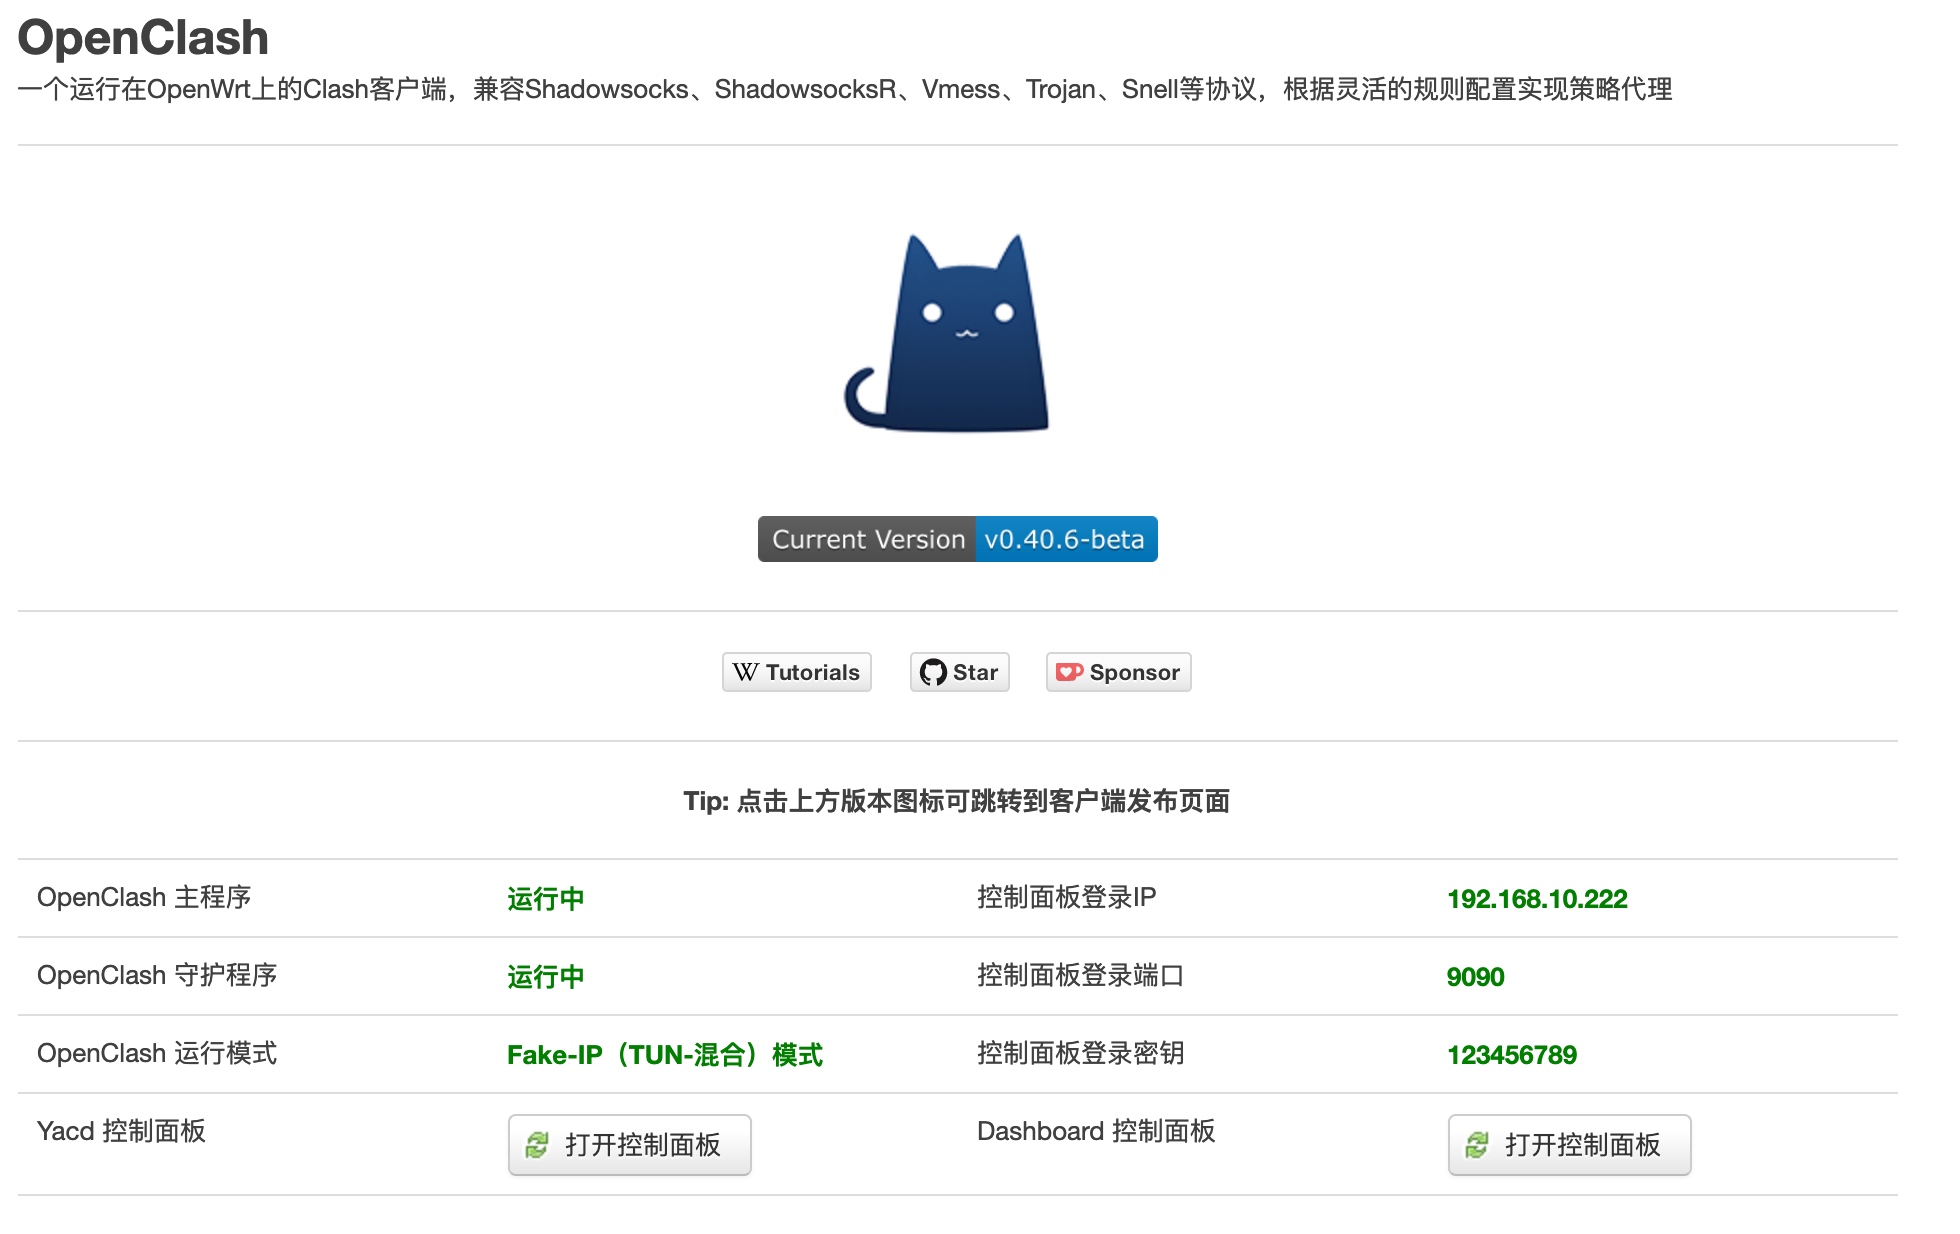 OpenClash
一个运行在OpenWrt上的Clash客户端，兼容Shadowsocks、ShadowsocksR、Vmess、Trojan、Snell等协议，根据灵活的规则配置实现策略代理
Current Version v0.40.6-beta
Tutorials Star Sponsor
Tip: 点击上方版本图标可跳转到客户端发布页面
OpenClash 主程序 运行中 控制面板登录IP 192.168.10.222
OpenClash 守护程序 运行中 控制面板登录端口 9090
OpenClash 运行模式 Fake-IP（TUN-混合）模式 控制面板登录密钥 123456789
Yacd 控制面板 打开控制面板 Dashboard 控制面板 打开控制面板